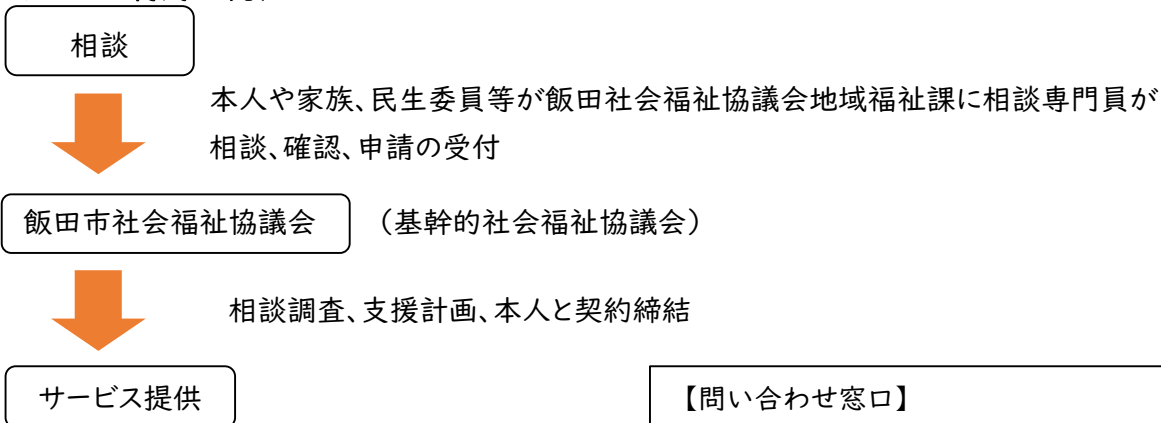 相談
本人や家族、民生委員等が飯田社会福祉協議会地域福祉課に相談専門員が
相談、確認、申請の受付
飯田市社会福祉協議会 (基幹的社会福祉協議会)
相談調査、支援計画、本人と契約締結
サービス提供
【問い合わせ窓口】